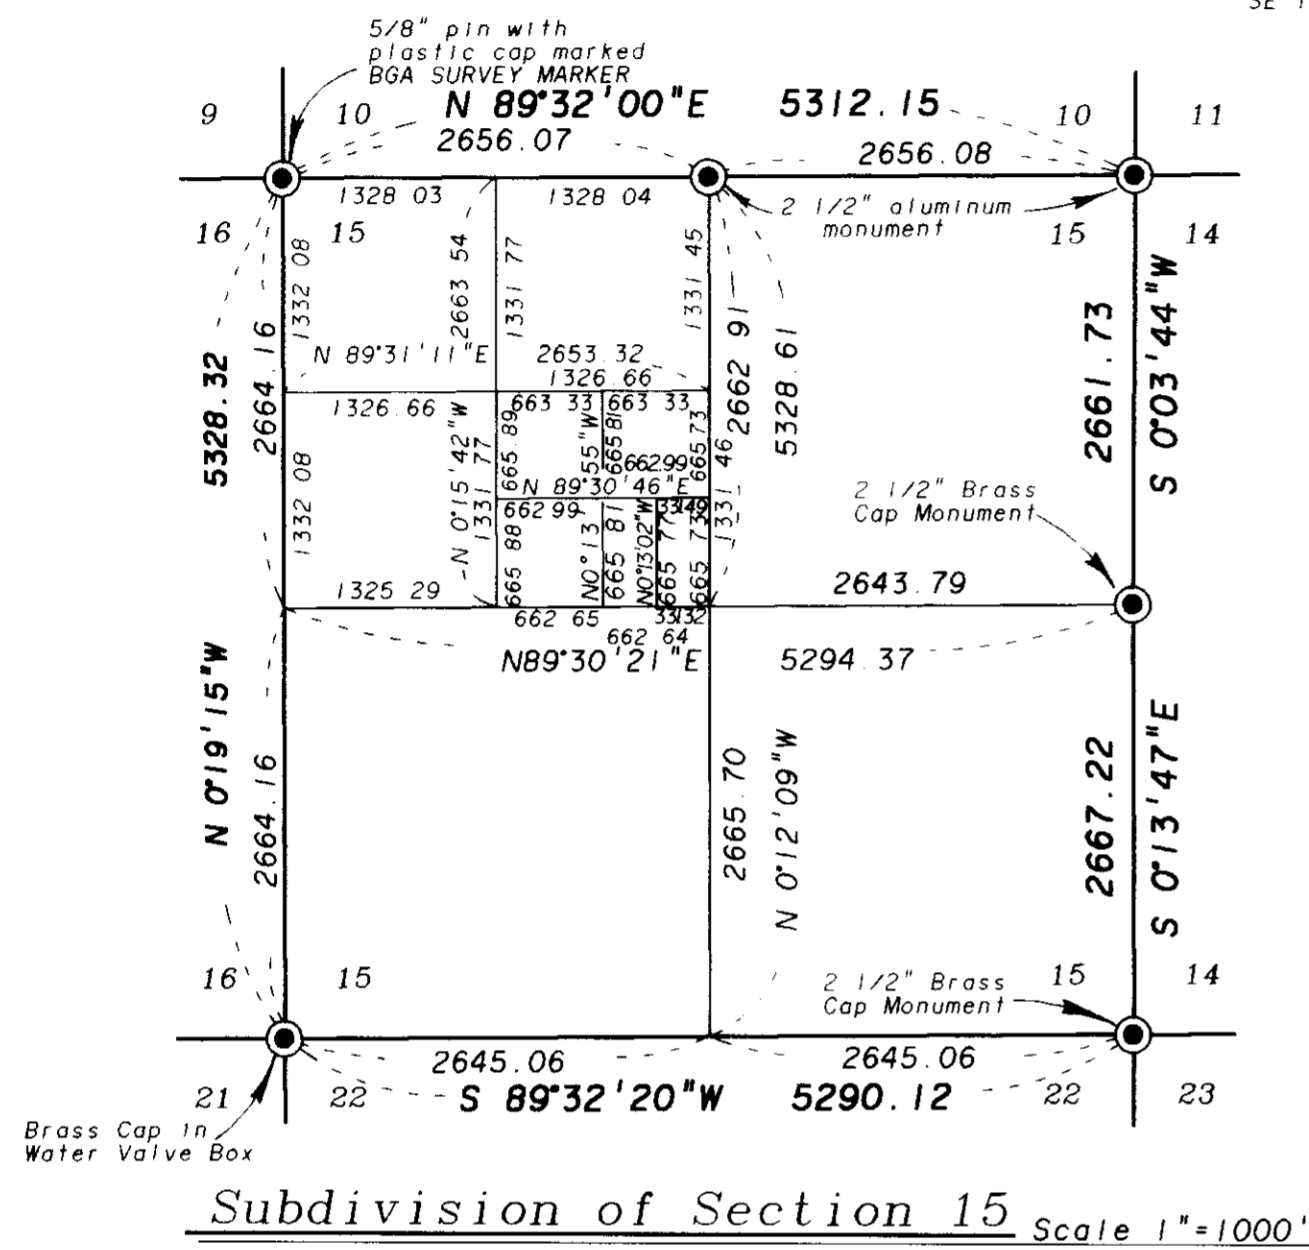 SE 1
5/8" pin with
plastic cap marked
BGA SURVEY MARKER
9
10
N 89°32'00"E 5312.15
10
11
2656.07
2656.08
1328 03
1328 04
2 1/2" aluminum
monument
16
15
15
14
1332 08
2663 54
1331 77
1331 45
5328.32
2664 16
2662 91
5328.61
2661.73
S 0°03'44"W
N 89°31'11"E
2653.32
1326.66
1326.66
663 33
663 33
N 0°15'42"W
1331 77
665.89
55"W
665 81
665 73
662.99
1331 46
N 89°30'46"E
2 1/2" Brass
Cap Monument
1332 08
662 99
331 49
665 88
N0°13'
665 81
N0°13'02"W
665 77
665 73
1325 29
2643.79
662 65
331 32
662 64
N89°30'21"E
5294.37
N 0°19'15"W
2664.16
2665.70
N 0°12'09"W
2667.22
S 0°13'47"E
16
15
2 1/2" Brass
Cap Monument
15
14
2645.06
2645.06
21
22
S 89°32'20"W 5290.12
22
23
Brass Cap in
Water Valve Box
Subdivision of Section 15 Scale 1"=1000'